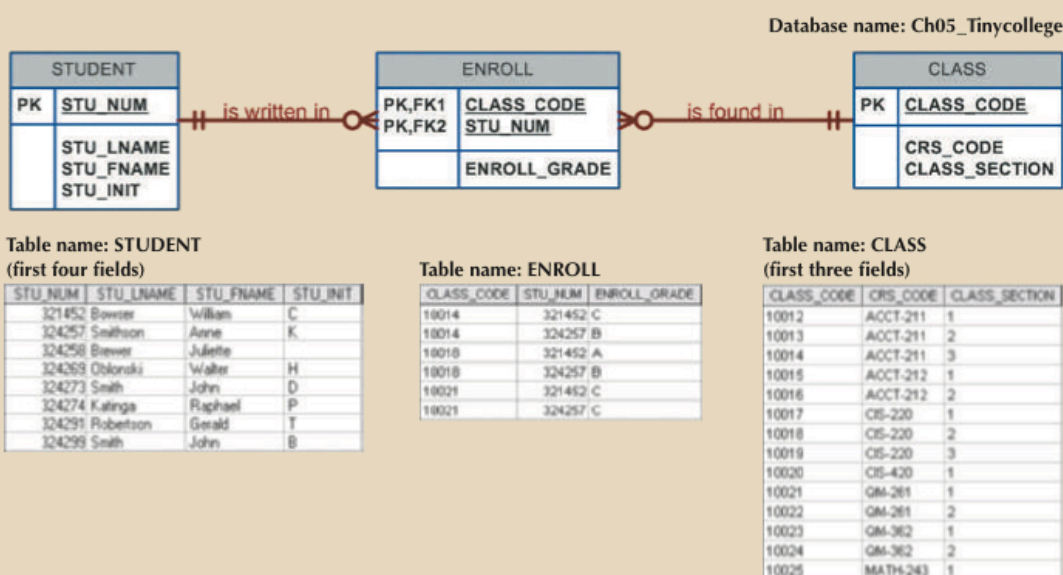 Database name: Ch05_Tinycollege
STUDENT
PK STU_NUM
STU_LNAME
STU_FNAME
STU_INIT
is written in
ENROLL
PK,FK1 CLASS_CODE
PK,FK2 STU_NUM
ENROLL_GRADE
is found in
CLASS
PK CLASS_CODE
CRS_CODE
CLASS_SECTION
Table name: STUDENT
(first four fields)
STU_NUM STU_LNAME STU_FNAME STU_INIT
321452 Bowser William C
324257 Smithson Anne K
324258 Brewer Juliette
324269 Oblonski Walter H
324273 Smith John D
324274 Katinga Raphael P
324291 Robertson Gerald T
324299 Smith John B
Table name: ENROLL
CLASS_CODE STU_NUM ENROLL_GRADE
10014 321452 C
10014 324257 B
10018 321452 A
10018 324257 B
10021 321452 C
10021 324257 C
Table name: CLASS
(first three fields)
CLASS_CODE CRS_CODE CLASS_SECTION
10012 ACCT-211 1
10013 ACCT-211 2
10014 ACCT-211 3
10015 ACCT-212 1
10016 ACCT-212 2
10017 CIS-220 1
10018 CIS-220 2
10019 CIS-220 3
10020 CIS-420 1
10021 QM-261 1
10022 QM-261 2
10023 QM-362 1
10024 QM-362 2
10025 MATH-243 1